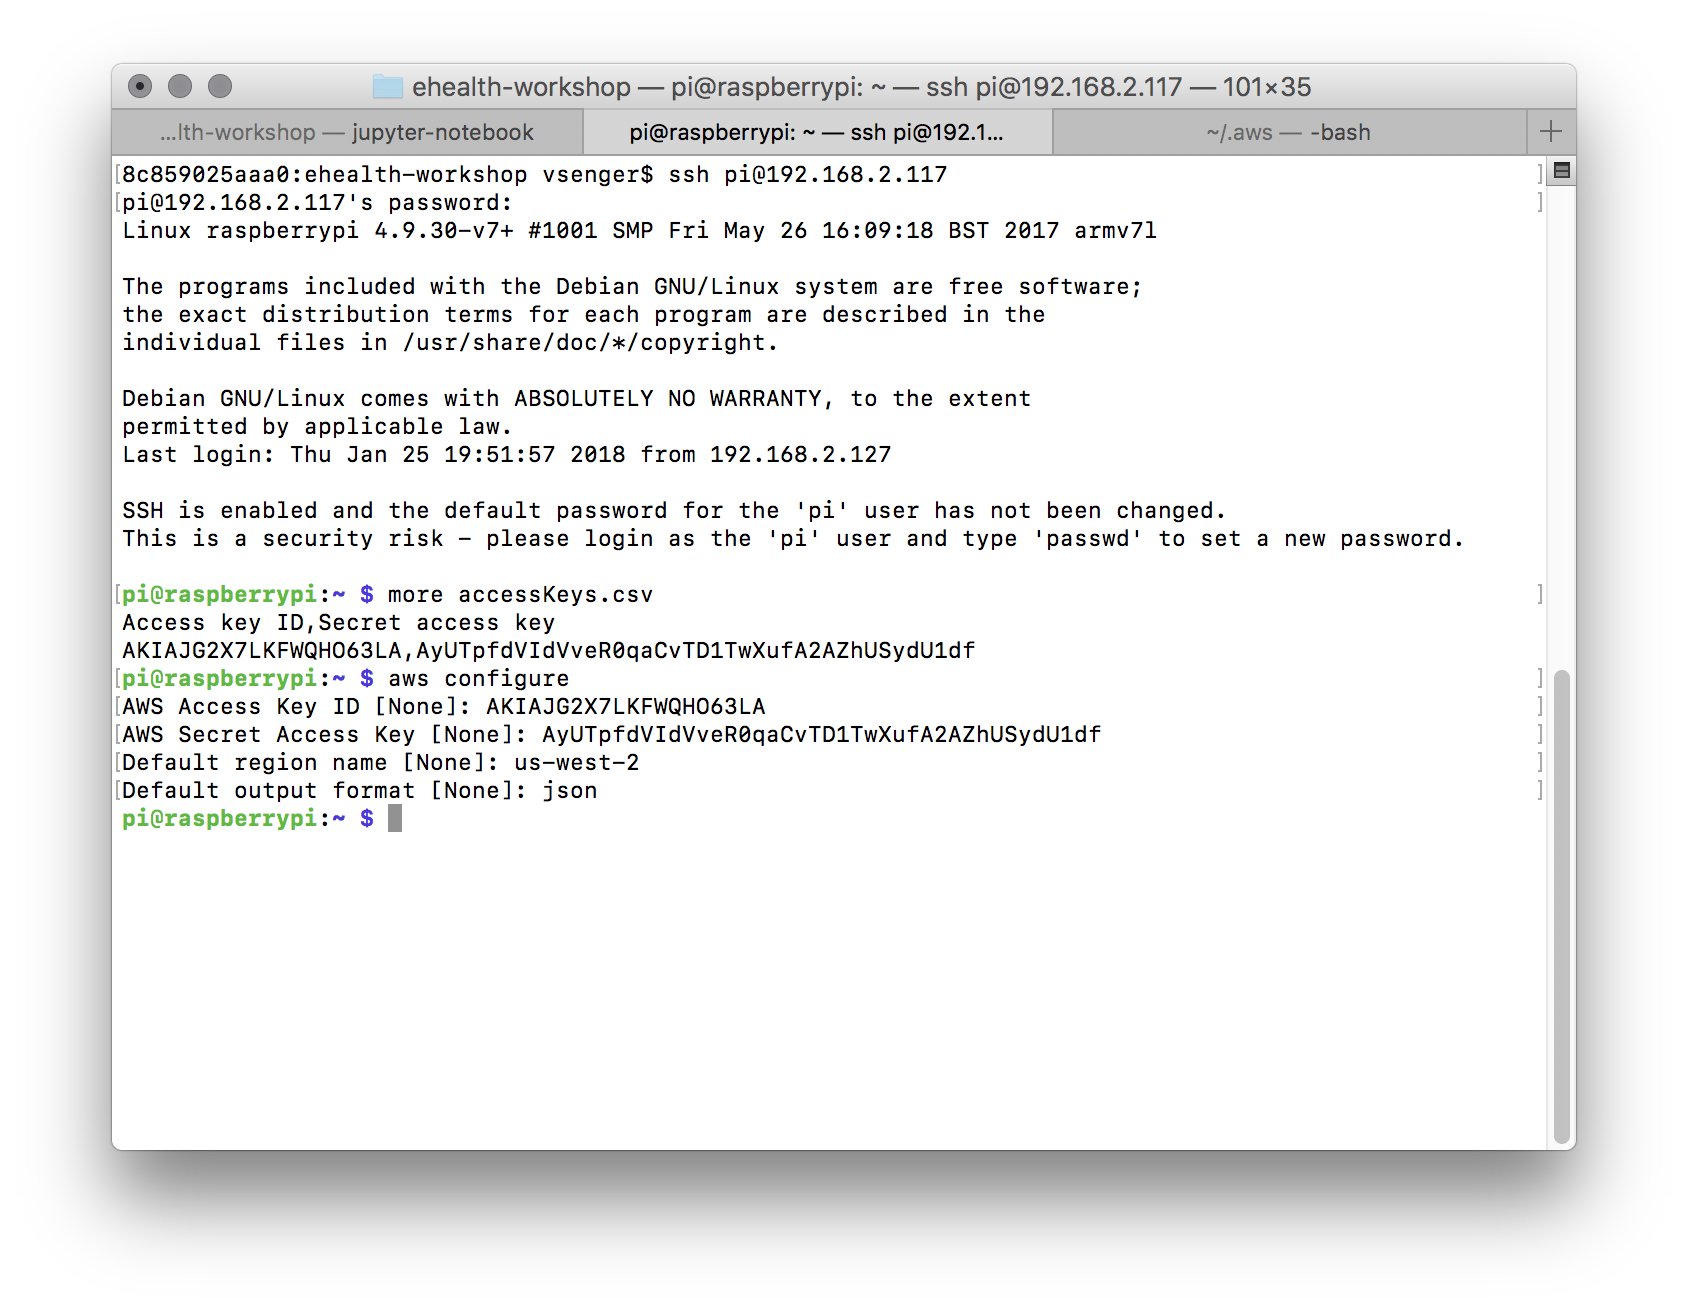 ehealth-workshop — pi@raspberrypi: ~ — ssh pi@192.168.2.117 — 101×35
...lth-workshop — jupyter-notebook
pi@raspberrypi: ~ — ssh pi@192.1...
~/.aws — -bash
[8c859025aaa0:ehealth-workshop vsenger$ ssh pi@192.168.2.117 ]
[pi@192.168.2.117's password: ]
Linux raspberrypi 4.9.30-v7+ #1001 SMP Fri May 26 16:09:18 BST 2017 armv7l
The programs included with the Debian GNU/Linux system are free software;
the exact distribution terms for each program are described in the
individual files in /usr/share/doc/*/copyright.
Debian GNU/Linux comes with ABSOLUTELY NO WARRANTY, to the extent
permitted by applicable law.
Last login: Thu Jan 25 19:51:57 2018 from 192.168.2.127
SSH is enabled and the default password for the 'pi' user has not been changed.
This is a security risk - please login as the 'pi' user and type 'passwd' to set a new password.
[pi@raspberrypi:~ $ more accessKeys.csv ]
Access key ID,Secret access key
AKIAJG2X7LKFWQHO63LA,AyUTpfdVIdVveR0qaCvTD1TwXufA2AZhUSydU1df
[pi@raspberrypi:~ $ aws configure ]
[AWS Access Key ID [None]: AKIAJG2X7LKFWQHO63LA ]
[AWS Secret Access Key [None]: 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 ]
[Default region name [None]: us-west-2 ]
[Default output format [None]: json ]
pi@raspberrypi:~ $